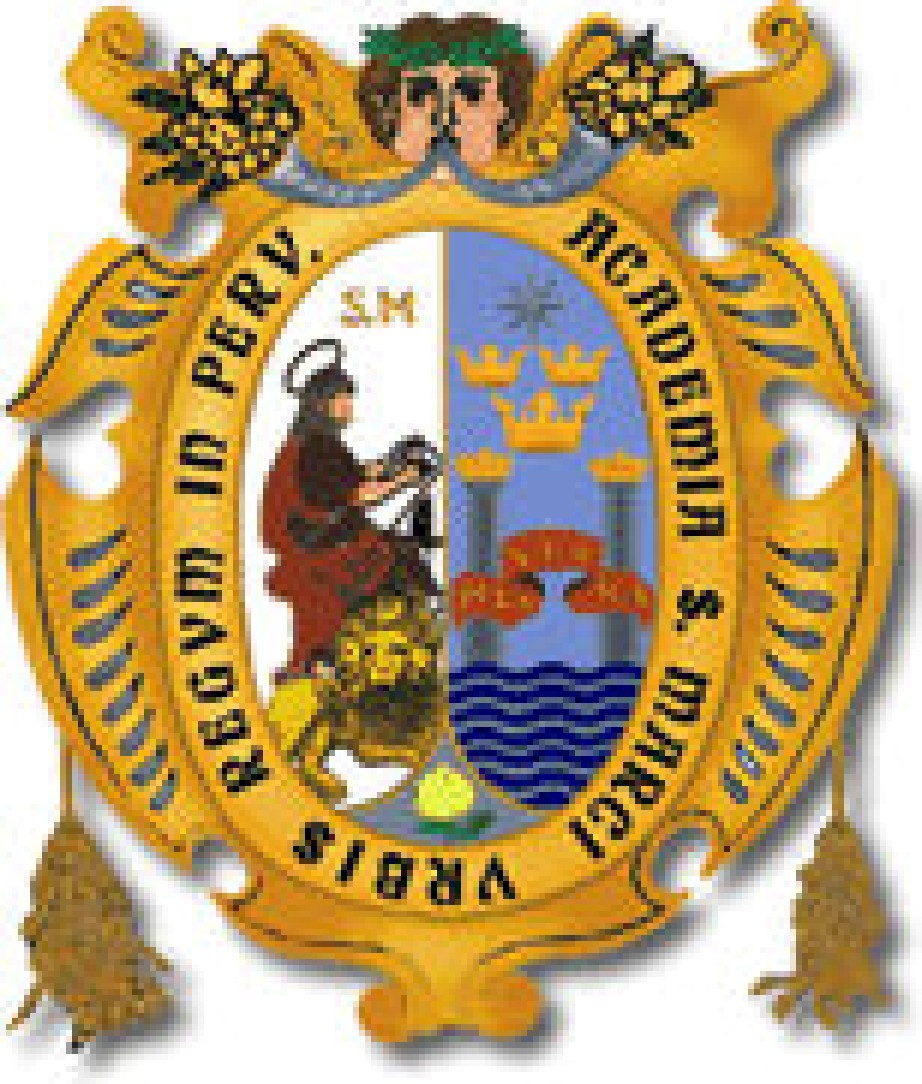 ACADEMIA S. MARCI VRBIS REGVM IN PERV.
S.M